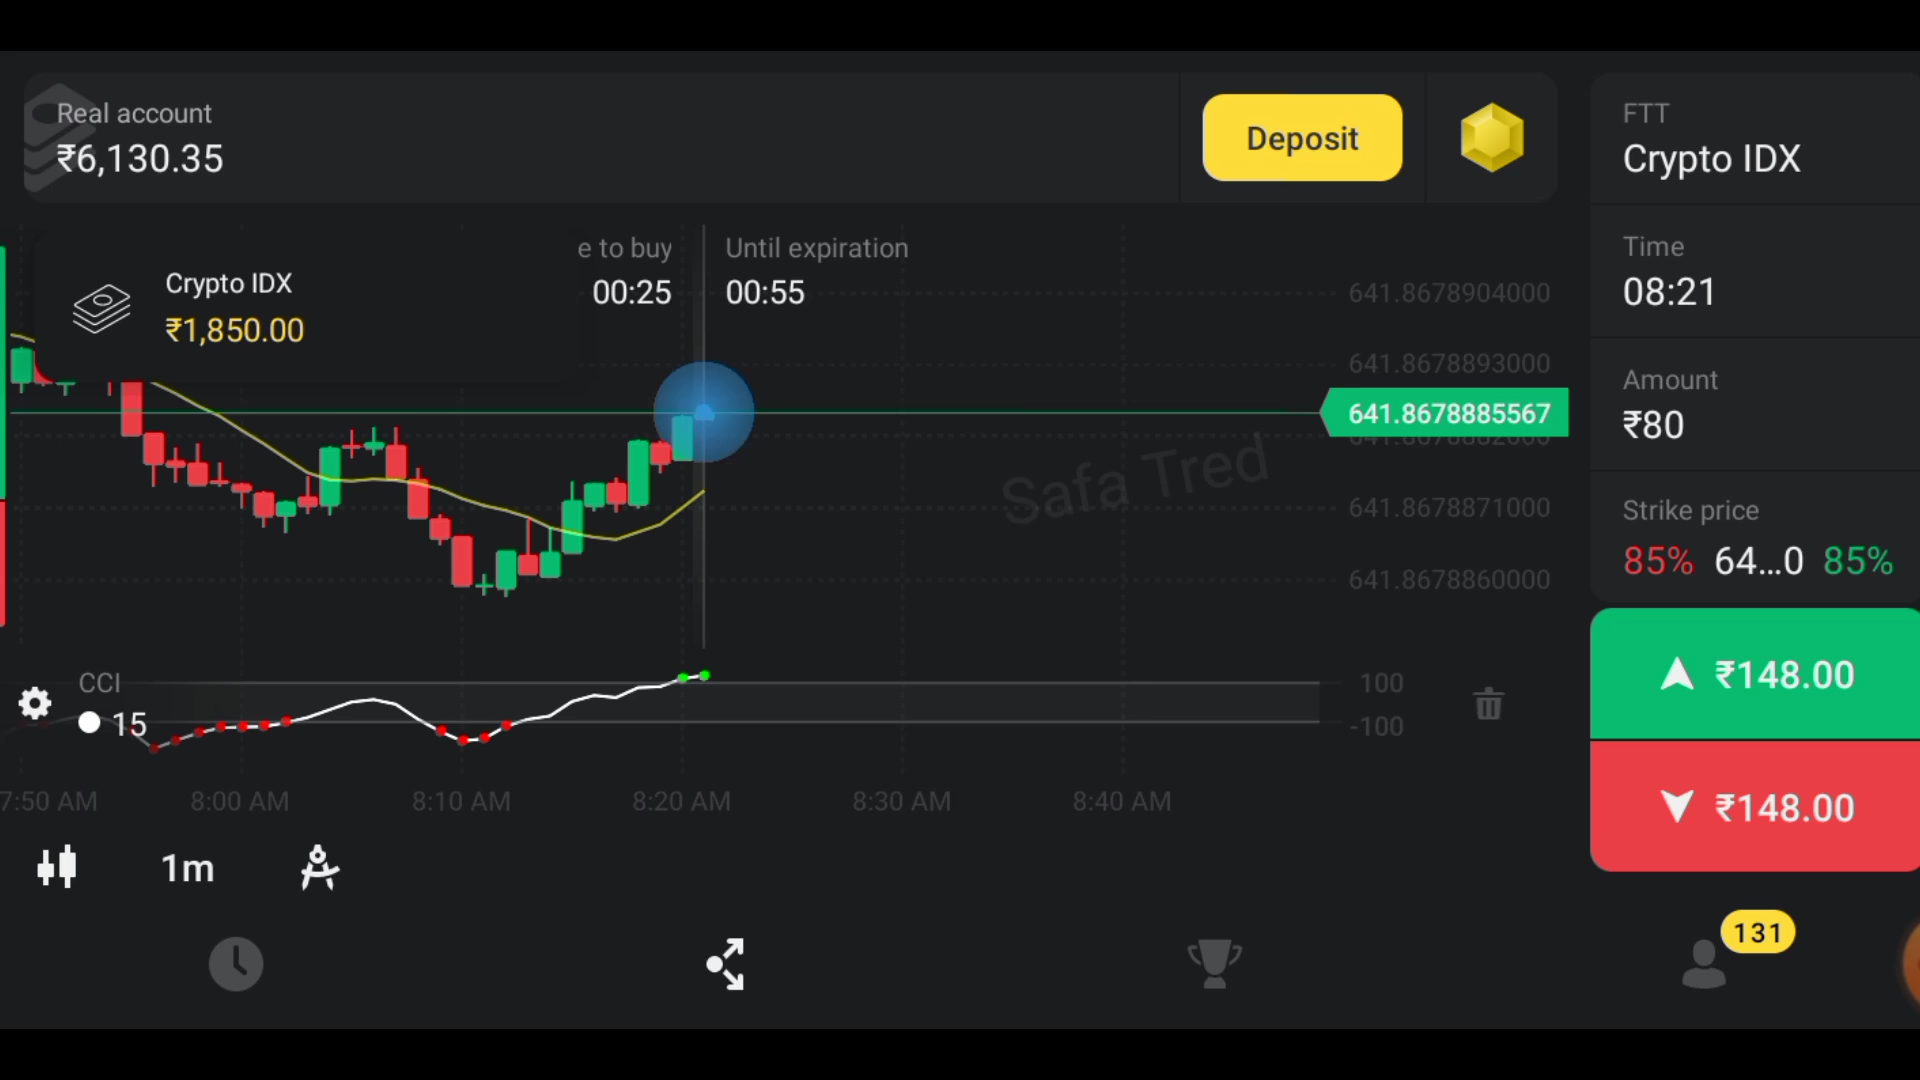 Real account
₹6,130.35
Deposit
FTT
Crypto IDX
Time
08:21
Amount
₹80
Strike price
85% 64...0 85%
₹148.00
₹148.00
Crypto IDX
₹1,850.00
e to buy
00:25
Until expiration
00:55
641.8678904000
641.8678893000
641.8678885567
641.8678871000
641.8678860000
Safa Tred
CCI
15
100
-100
7:50 AM 8:00 AM 8:10 AM 8:20 AM 8:30 AM 8:40 AM
1m
131